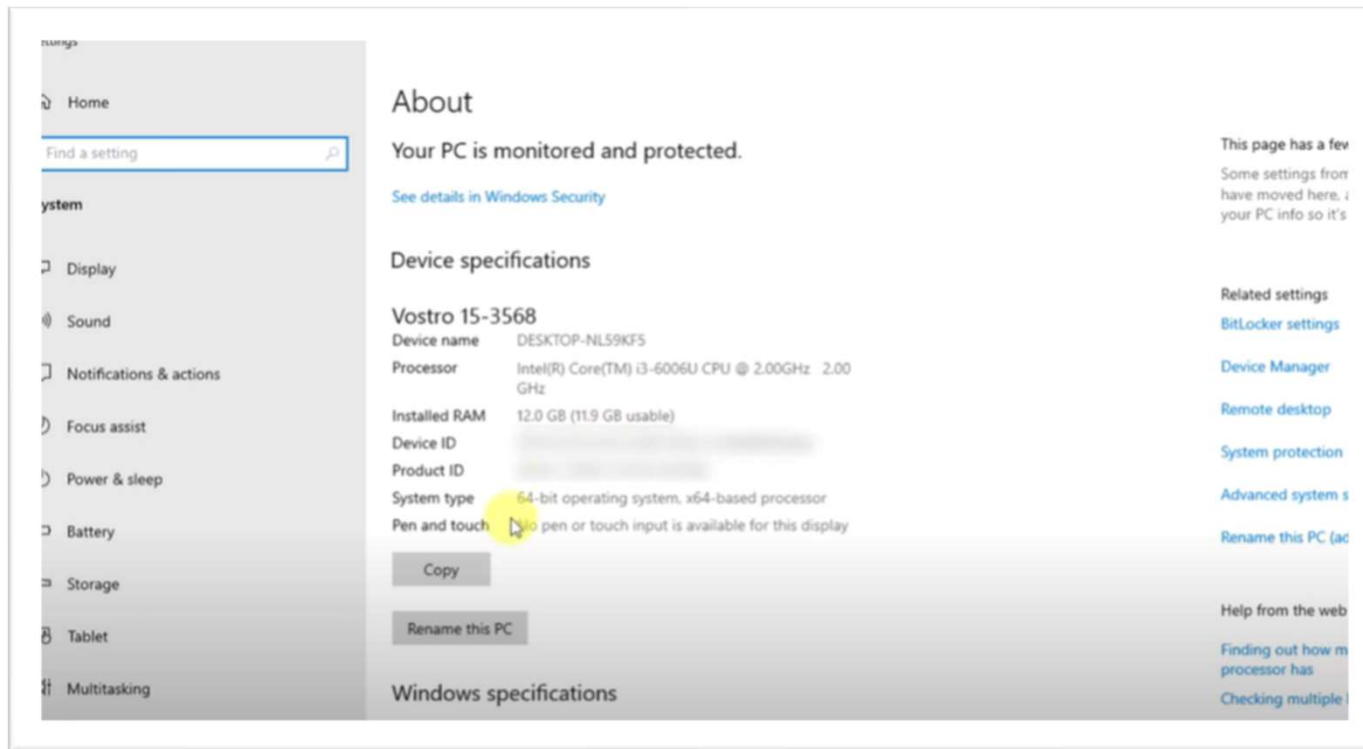 Home
Find a setting
ystem
Display
Sound
Notifications & actions
Focus assist
Power & sleep
Battery
Storage
Tablet
Multitasking
About
Your PC is monitored and protected.
See details in Windows Security
Device specifications
Vostro 15-3568
Device name DESKTOP-NL59KF5
Processor Intel(R) Core(TM) i3-6006U CPU @ 2.00GHz 2.00
GHz
Installed RAM 12.0 GB (11.9 GB usable)
Device ID
Product ID
System type 64-bit operating system, x64-based processor
Pen and touch No pen or touch input is available for this display
Copy
Rename this PC
Windows specifications
This page has a few
Some settings from
have moved here, a
your PC info so it's
Related settings
BitLocker settings
Device Manager
Remote desktop
System protection
Advanced system s
Rename this PC (ad
Help from the web
Finding out how m
processor has
Checking multiple